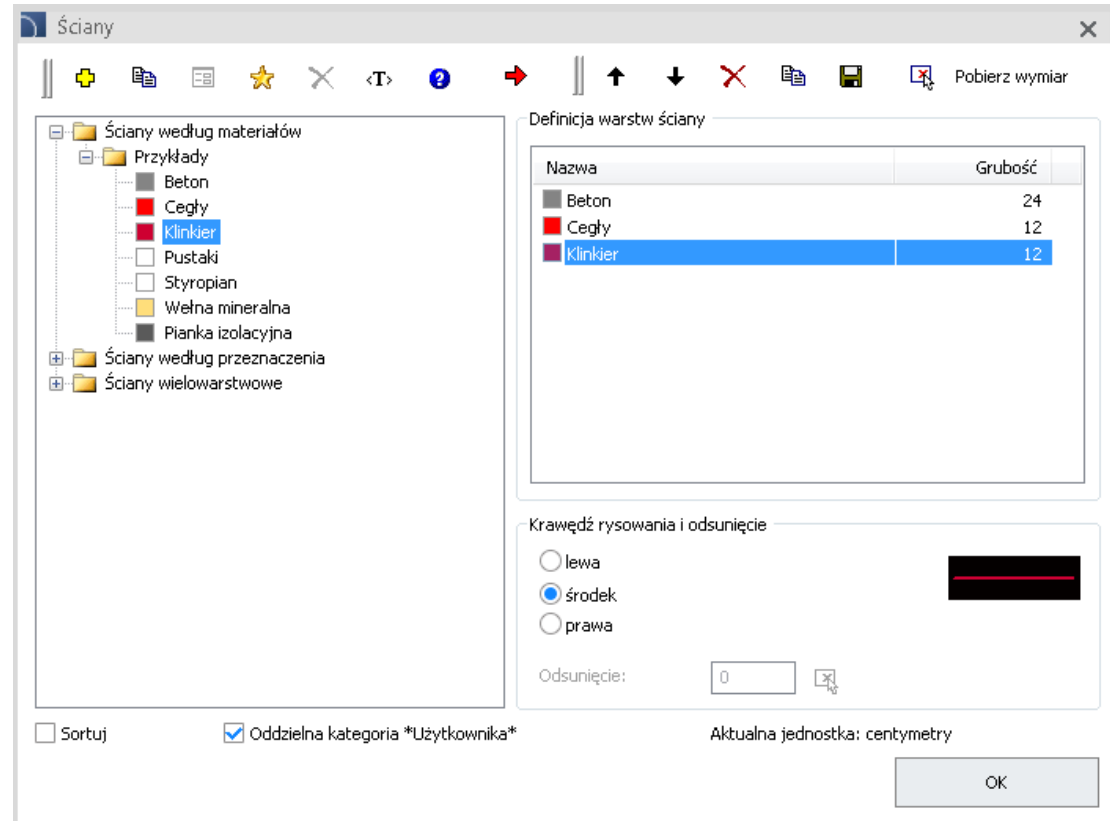 Ściany
<T> ? Pobierz wymiar
Ściany według materiałów
Przykłady
Beton
Cegły
Klinkier
Pustaki
Styropian
Wełna mineralna
Pianka izolacyjna
Ściany według przeznaczenia
Ściany wielowarstwowe
Definicja warstw ściany
Nazwa Grubość
Beton 24
Cegły 12
Klinkier 12
Krawędź rysowania i odsunięcie
lewa
środek
prawa
Odsunięcie: 0
Sortuj Oddzielna kategoria *Użytkownika* Aktualna jednostka: centymetry
OK